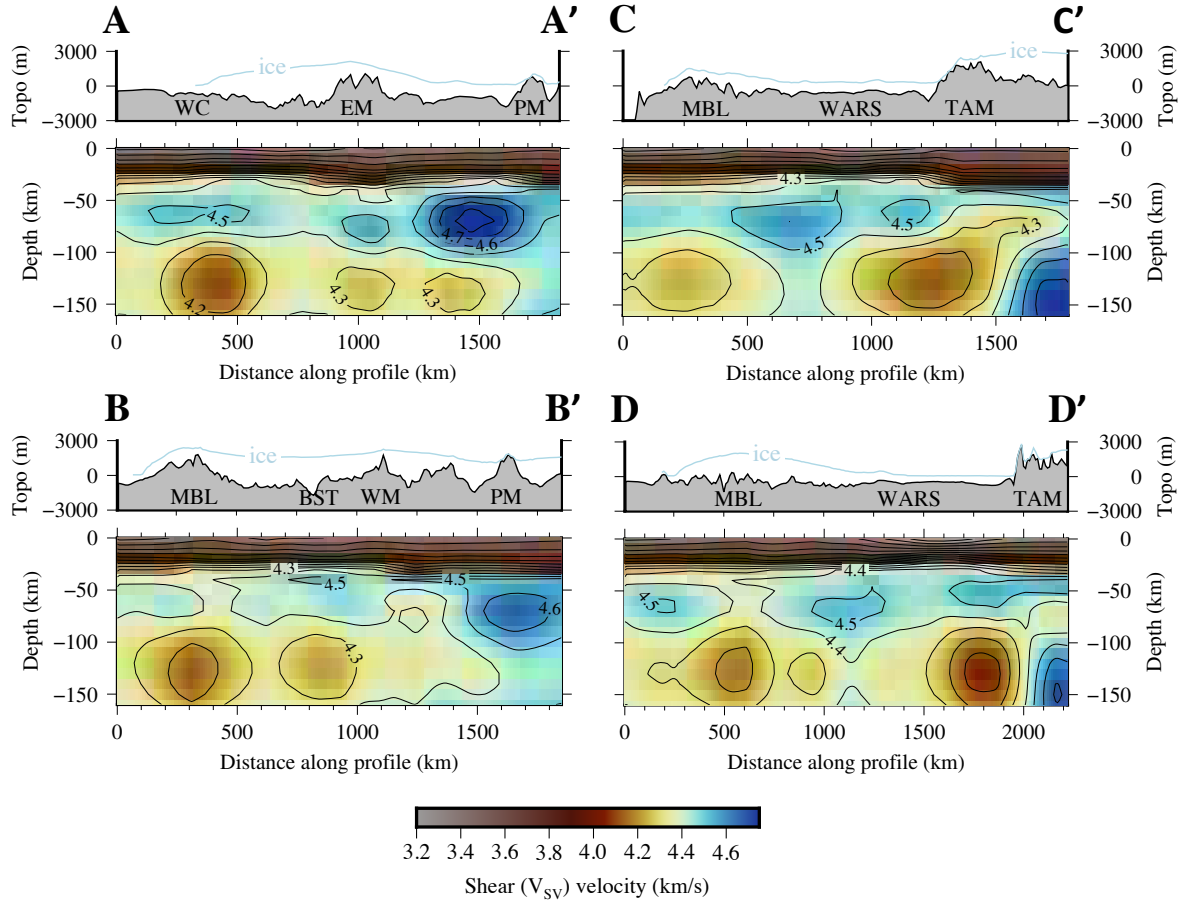 A A'
Topo (m)
3000
0
−3000
ice
WC EM PM
Depth (km)
0
−50
−100
−150
4.5
4.7
4.6
4.2
4.3
4.3
0 500 1000 1500
Distance along profile (km)
C C'
3000
0
−3000
Topo (m)
ice
MBL WARS TAM
0
−50
−100
−150
Depth (km)
4.3
4.5
4.5
4.3
0 500 1000 1500
Distance along profile (km)
B B'
Topo (m)
3000
0
−3000
ice
MBL BST WM PM
Depth (km)
0
−50
−100
−150
4.3
4.5
4.5
4.6
4.3
0 500 1000 1500
Distance along profile (km)
D D'
3000
0
−3000
Topo (m)
ice
MBL WARS TAM
0
−50
−100
−150
Depth (km)
4.4
4.5
4.5
4.4
0 500 1000 1500 2000
Distance along profile (km)
3.2 3.4 3.6 3.8 4.0 4.2 4.4 4.6
Shear (V<sub>SV</sub>) velocity (km/s)